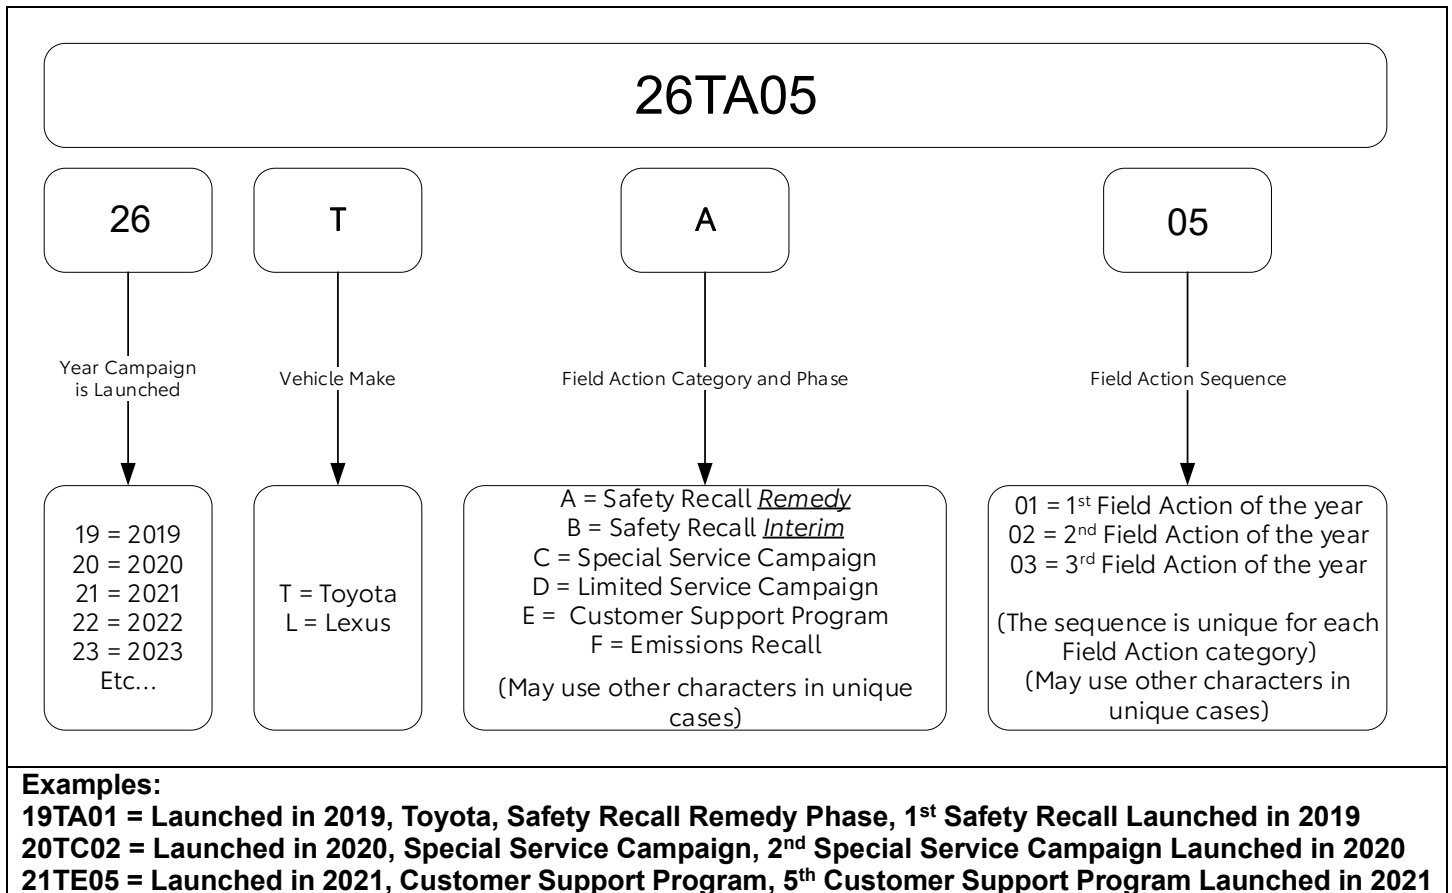 26TA05
26
T
A
05
Year Campaign
is Launched
Vehicle Make
Field Action Category and Phase
Field Action Sequence
19 = 2019
20 = 2020
21 = 2021
22 = 2022
23 = 2023
Etc...
T = Toyota
L = Lexus
A = Safety Recall Remedy
B = Safety Recall Interim
C = Special Service Campaign
D = Limited Service Campaign
E =  Customer Support Program
F = Emissions Recall
(May use other characters in unique
cases)
01 = 1st Field Action of the year
02 = 2nd Field Action of the year
03 = 3rd Field Action of the year
(The sequence is unique for each
Field Action category)
(May use other characters in
unique cases)
Examples:
19TA01 = Launched in 2019, Toyota, Safety Recall Remedy Phase, 1st Safety Recall Launched in 2019
20TC02 = Launched in 2020, Special Service Campaign, 2nd Special Service Campaign Launched in 2020
21TE05 = Launched in 2021, Customer Support Program, 5th Customer Support Program Launched in 2021